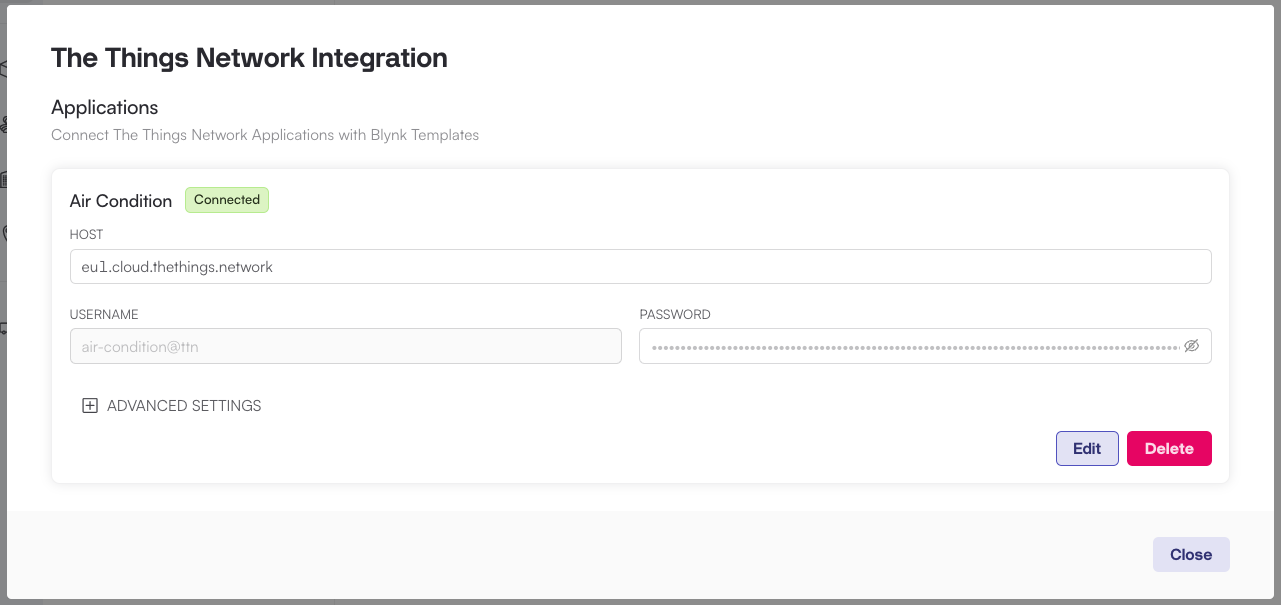 The Things Network Integration
Applications
Connect The Things Network Applications with Blynk Templates
Air Condition Connected
HOST
eu1.cloud.thethings.network
USERNAME PASSWORD
air-condition@ttn
ADVANCED SETTINGS
Edit Delete
Close